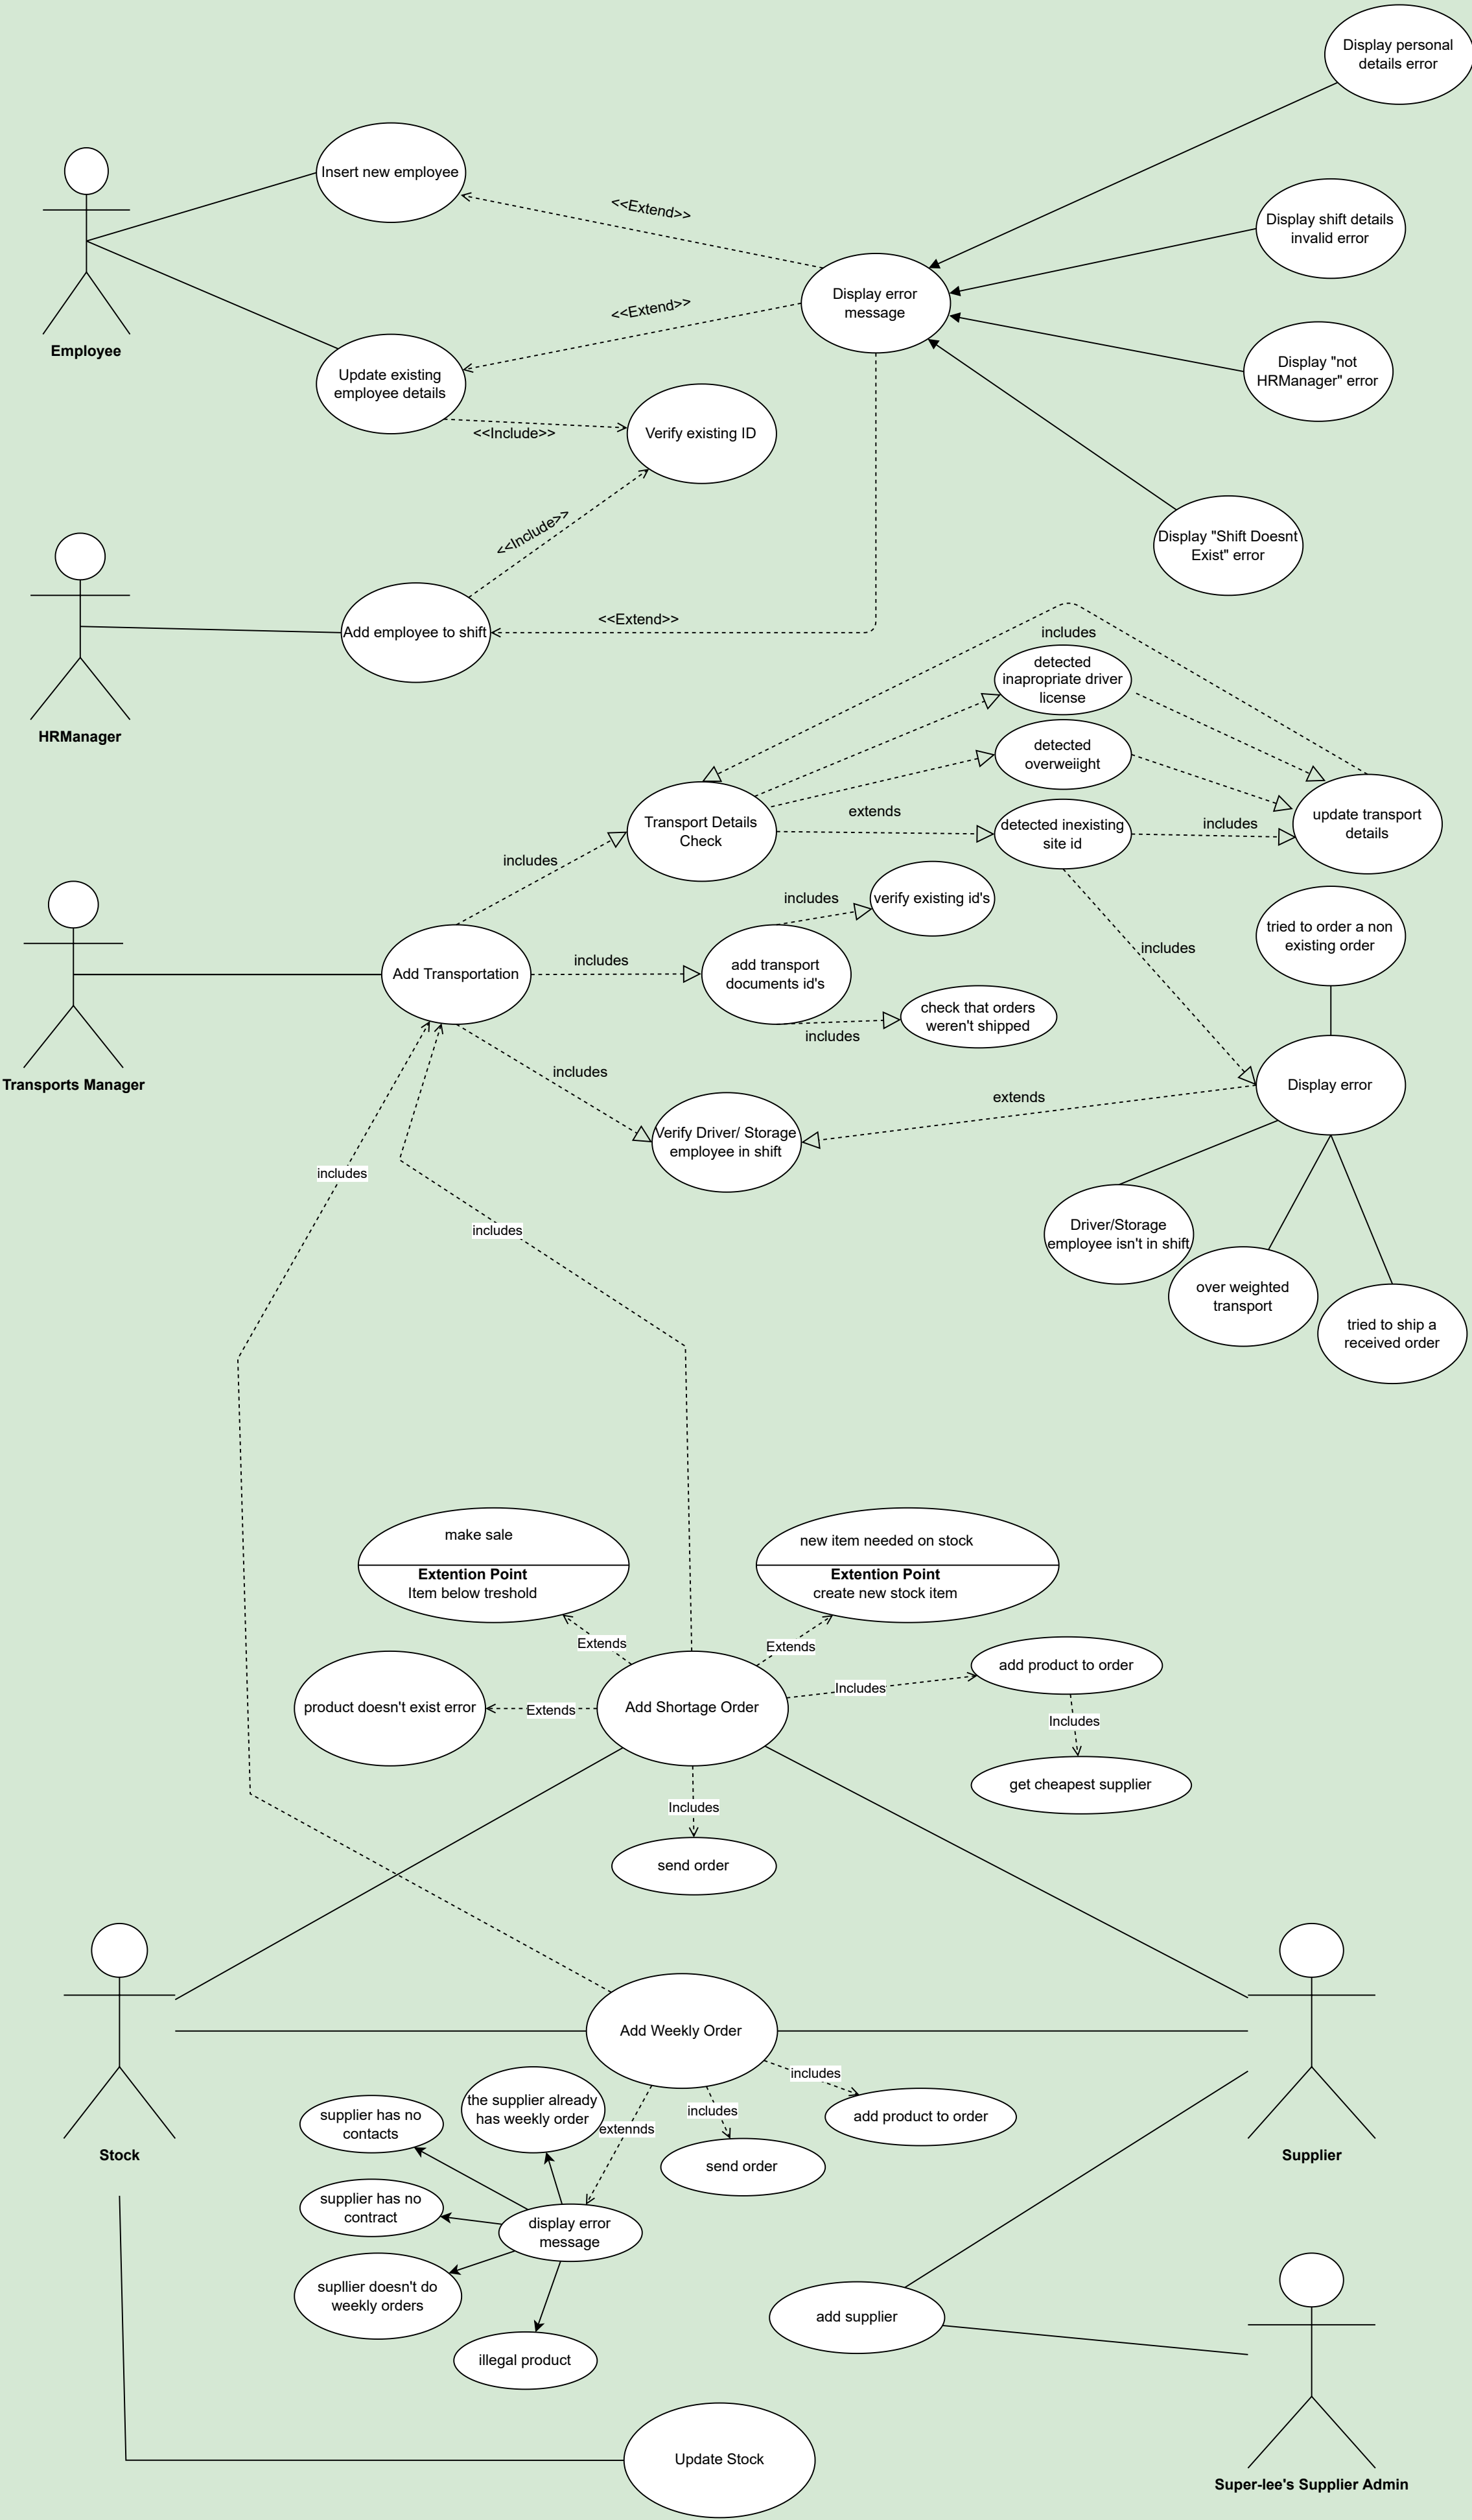 Display personal
details error
Insert new employee
<<Extend>>
Display shift details
invalid error
Display error
message
<<Extend>>
Employee
Update existing
employee details
Display "not
HRManager" error
<<Include>>
Verify existing ID
<<Include>>
Display "Shift Doesnt
Exist" error
Add employee to shift
<<Extend>>
HRManager
includes
detected
inapropriate driver
license
detected
overweiight
Transport Details
Check
extends
detected inexisting
site id
includes
update transport
details
includes
includes
verify existing id's
tried to order a non
existing order
Add Transportation
includes
add transport
documents id's
includes
check that orders
weren't shipped
includes
Transports Manager
includes
Display error
extends
Verify Driver/ Storage
employee in shift
includes
includes
Driver/Storage
employee isn't in shift
over weighted
transport
tried to ship a
received order
make sale
Extention Point
Item below treshold
new item needed on stock
Extention Point
create new stock item
Extends
Extends
add product to order
Includes
product doesn't exist error
Extends
Add Shortage Order
Includes
get cheapest supplier
Includes
send order
Add Weekly Order
includes
the supplier already
has weekly order
supplier has no
contacts
extennds
includes
add product to order
Stock
Supplier
send order
supplier has no
contract
display error
message
supllier doesn't do
weekly orders
add supplier
illegal product
Update Stock
Super-lee's Supplier Admin